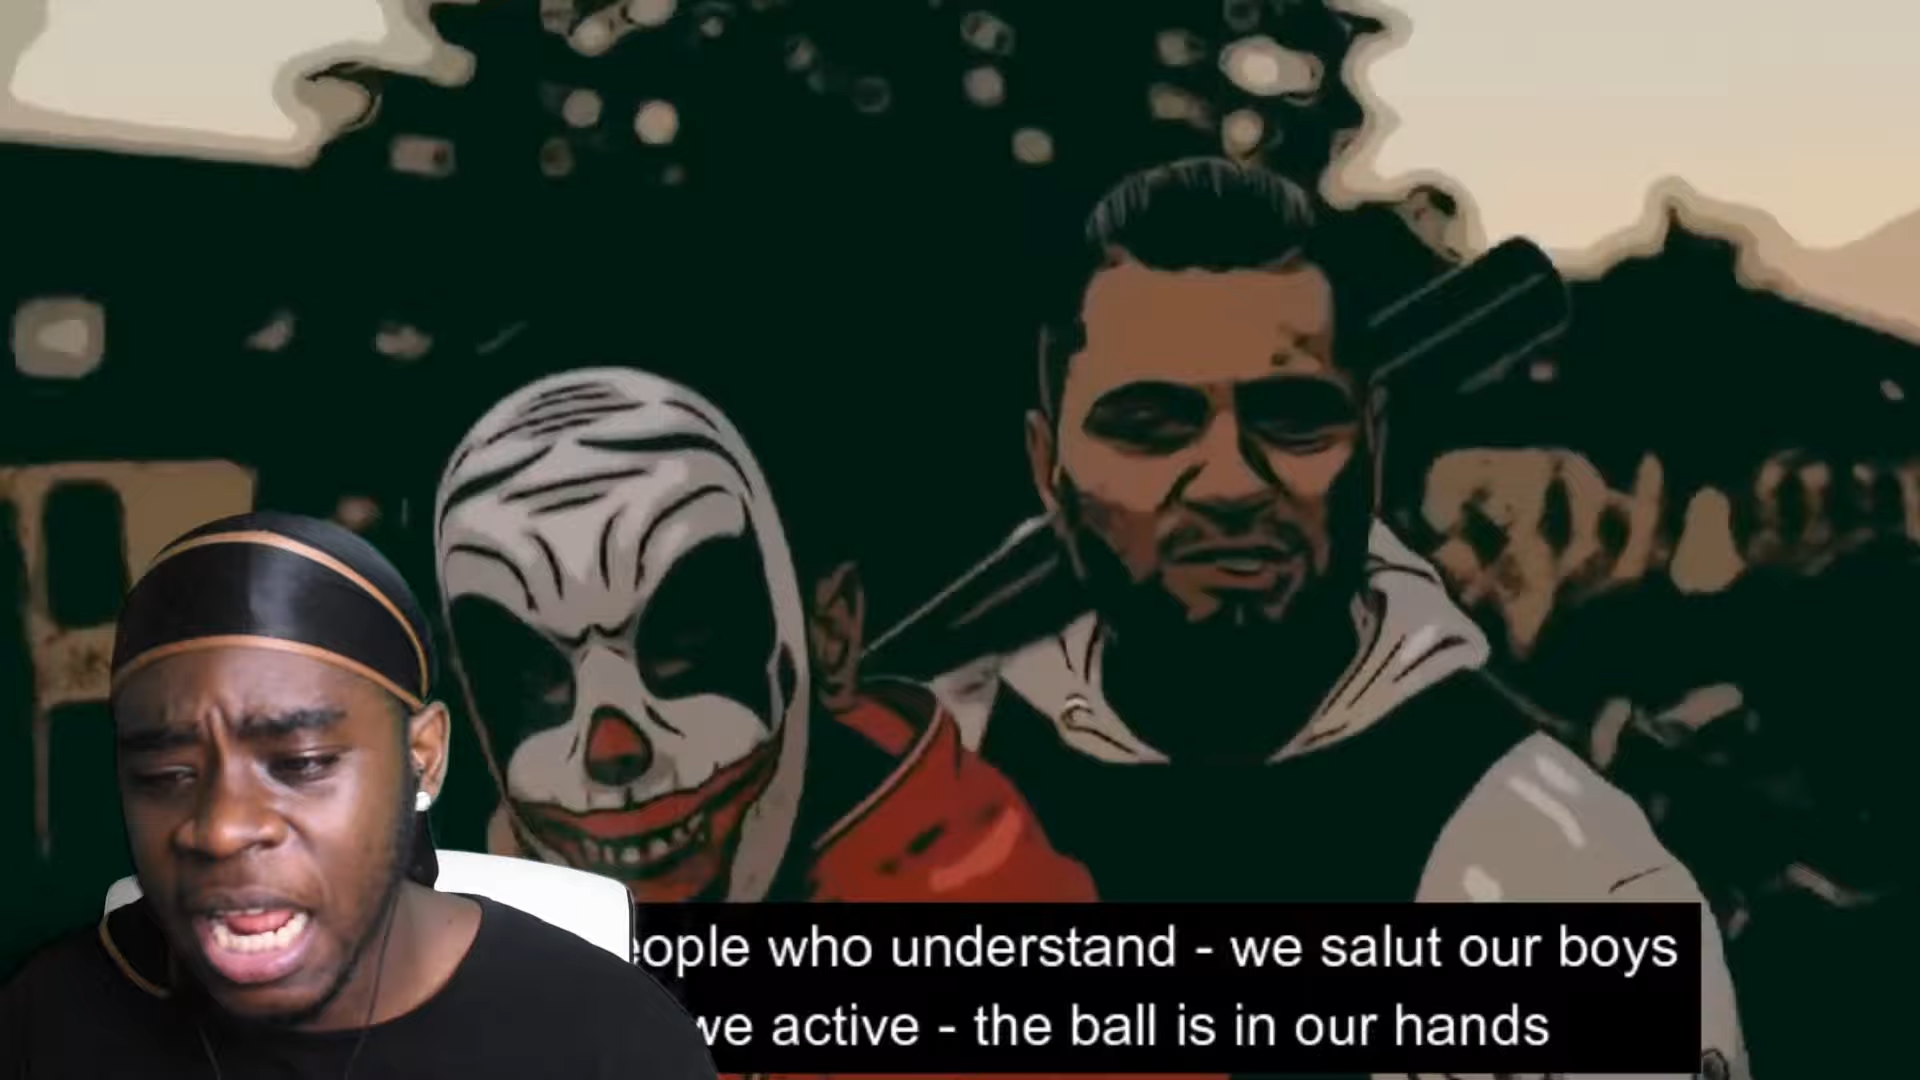 eople who understand - we salut our boys
we active - the ball is in our hands